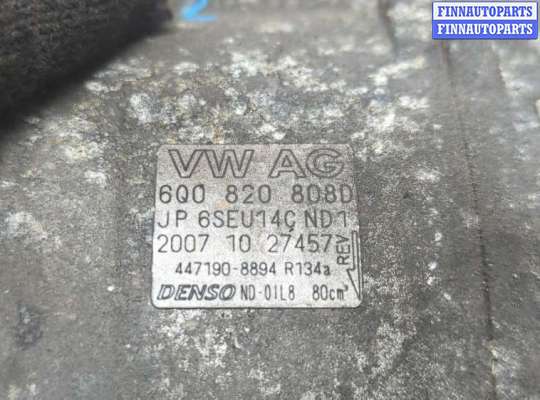 FINNAUTOPARTS
FINNAUTOPARTS
2
VW AG
6Q0 820 808D
JP 6SEU14C ND1
2007 10 27457
REV
447190-8894 R134a
DENSO ND-OIL8 80cm³